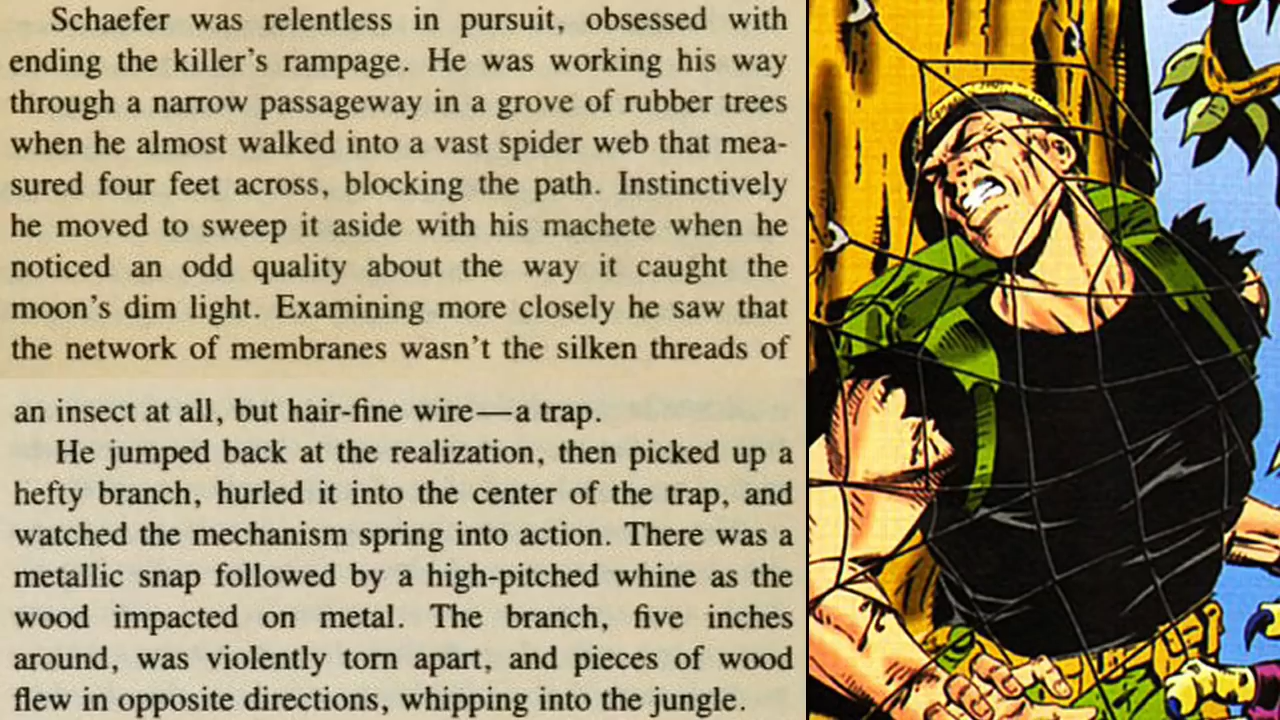 Schaefer was relentless in pursuit, obsessed with
ending the killer's rampage. He was working his way
through a narrow passageway in a grove of rubber trees
when he almost walked into a vast spider web that mea-
sured four feet across, blocking the path. Instinctively
he moved to sweep it aside with his machete when he
noticed an odd quality about the way it caught the
moon's dim light. Examining more closely he saw that
the network of membranes wasn't the silken threads of
an insect at all, but hair-fine wire—a trap.
He jumped back at the realization, then picked up a
hefty branch, hurled it into the center of the trap, and
watched the mechanism spring into action. There was a
metallic snap followed by a high-pitched whine as the
wood impacted on metal. The branch, five inches
around, was violently torn apart, and pieces of wood
flew in opposite directions, whipping into the jungle.